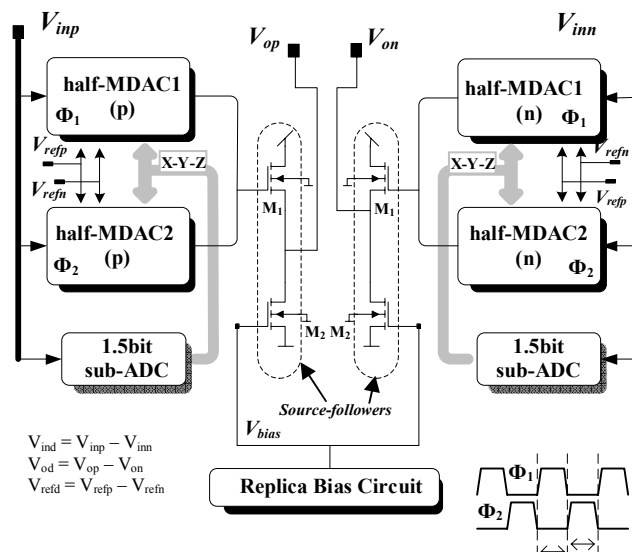 V_inp
V_op
V_on
V_inn
half-MDAC1
(p)
Φ1
half-MDAC1
(n)
Φ1
V_refp
V_refn
X-Y-Z
X-Y-Z
V_refn
V_refp
M1
M1
half-MDAC2
(p)
Φ2
half-MDAC2
(n)
Φ2
M2
M2
1.5bit
sub-ADC
1.5bit
sub-ADC
Source-followers
V_bias
V_ind = V_inp − V_inn
V_od = V_op − V_on
V_refd = V_refp − V_refn
Replica Bias Circuit
Φ1
Φ2